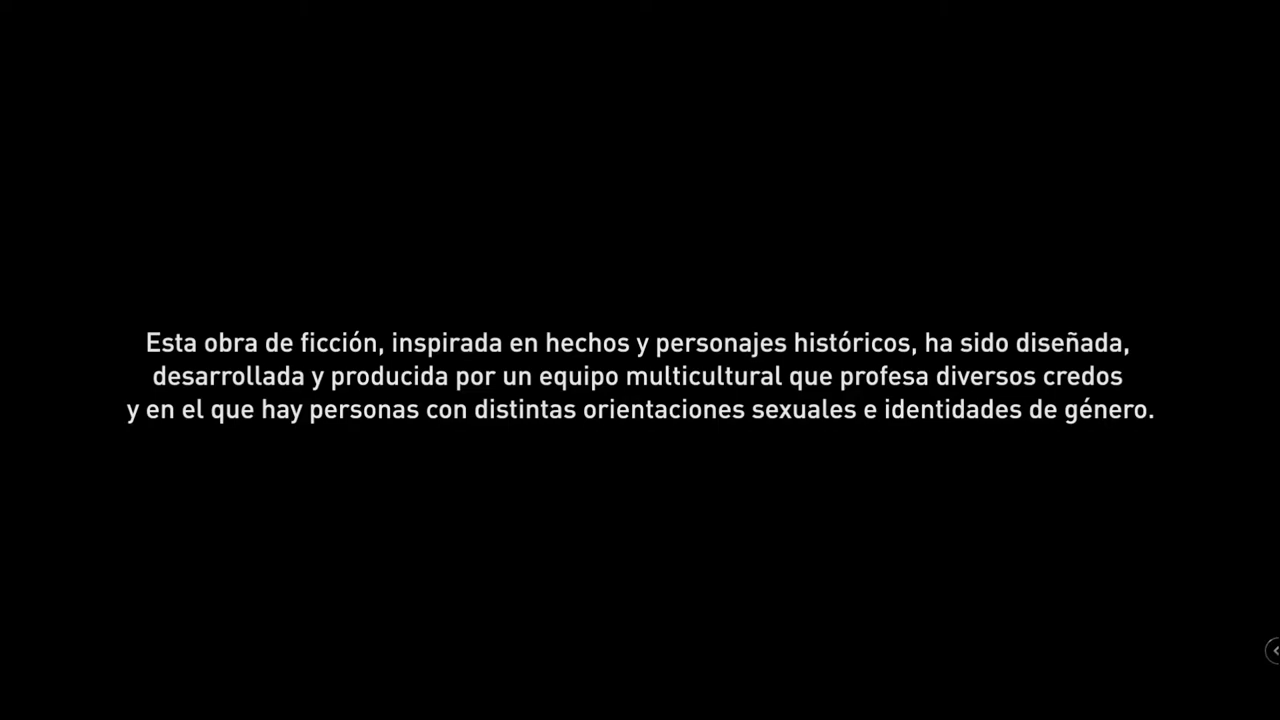 Esta obra de ficción, inspirada en hechos y personajes históricos, ha sido diseñada,
desarrollada y producida por un equipo multicultural que profesa diversos credos
y en el que hay personas con distintas orientaciones sexuales e identidades de género.